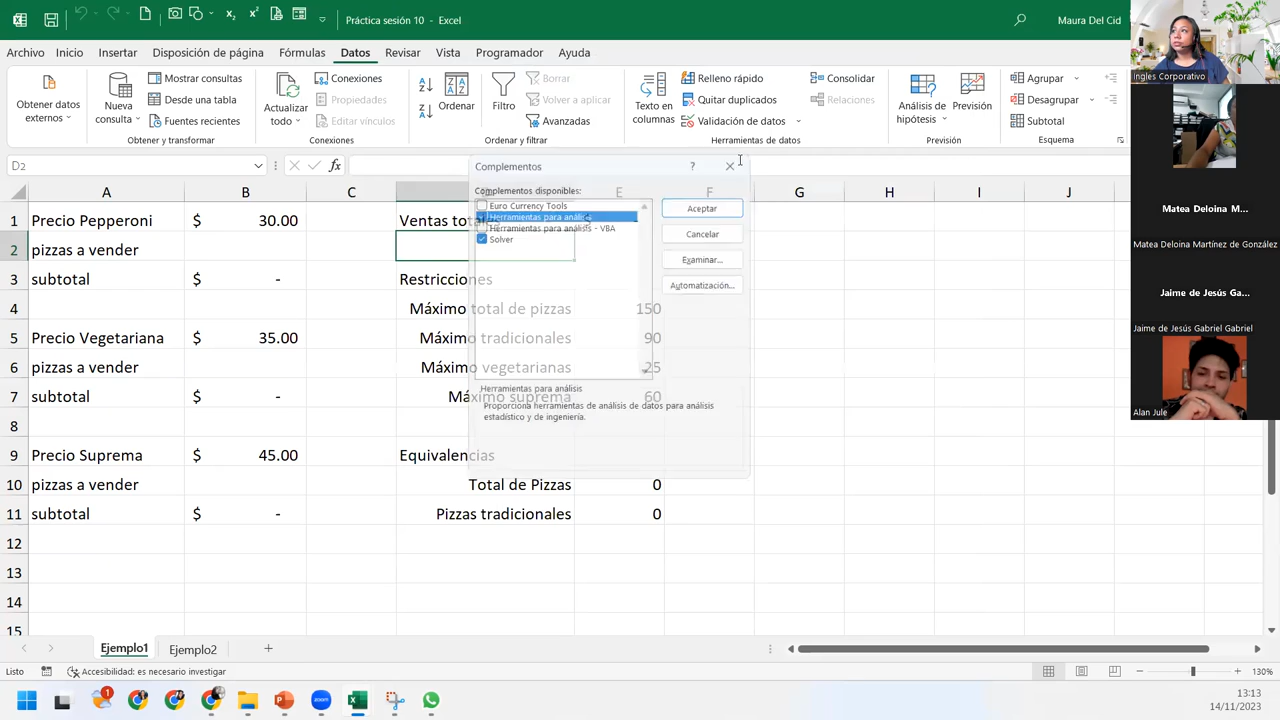 Práctica sesión 10 - Excel
Maura Del Cid
Archivo Inicio Insertar Disposición de página Fórmulas Datos Revisar Vista Programador Ayuda
Obtener datos externos
Nueva consulta
Mostrar consultas
Desde una tabla
Fuentes recientes
Obtener y transformar
Actualizar todo
Conexiones
Propiedades
Editar vínculos
Conexiones
Ordenar
Filtro
Borrar
Volver a aplicar
Avanzadas
Ordenar y filtrar
Texto en columnas
Relleno rápido
Quitar duplicados
Validación de datos
Consolidar
Relaciones
Herramientas de datos
Análisis de hipótesis
Previsión
Previsión
Agrupar
Desagrupar
Subtotal
Esquema
D2
fx
Complementos
Complementos disponibles:
Euro Currency Tools
Herramientas para análisis
Herramientas para análisis - VBA
Solver
Aceptar
Cancelar
Examinar...
Automatización...
Herramientas para análisis
Proporciona herramientas de análisis de datos para análisis
estadístico y de ingeniería.
A B C E F G H I J
1 Precio Pepperoni $ 30.00 Ventas
2 pizzas a vender
3 subtotal $ - Restricciones
4 Máximo total de pizzas 150
5 Precio Vegetariana $ 35.00 Máximo tradicionales 90
6 pizzas a vender Máximo vegetarianas 25
7 subtotal $ - Máximo suprema 60
8
9 Precio Suprema $ 45.00 Equivalencias
10 pizzas a vender Total de Pizzas 0
11 subtotal $ - Pizzas tradicionales 0
12
13
14
15
Ejemplo1 Ejemplo2
Listo
Accesibilidad: es necesario investigar
130%
1
zoom
13:13
14/11/2023
Ingles Corporativo
Matea Deloina M...
Matea Deloina Martínez de González
Jaime de Jesús Ga...
Jaime de Jesús Gabriel Gabriel
Alan Jule